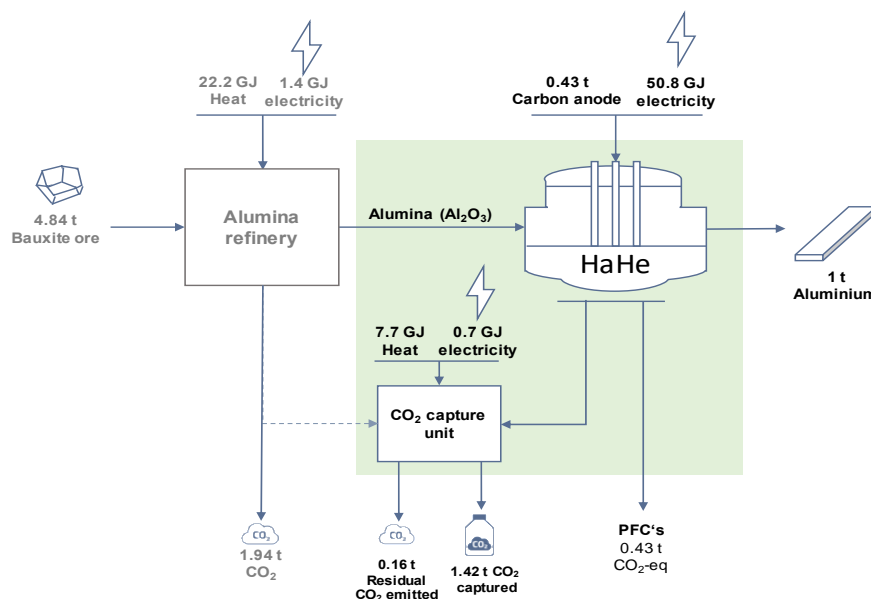 22.2 GJ
Heat
1.4 GJ
electricity
0.43 t
Carbon anode
50.8 GJ
electricity
4.84 t
Bauxite ore
Alumina
refinery
Alumina (Al₂O₃)
HaHe
1 t
Aluminium
7.7 GJ
Heat
0.7 GJ
electricity
CO₂ capture
unit
CO₂
1.94 t
CO₂
CO₂
0.16 t
Residual
CO₂ emitted
CO₂
1.42 t CO₂
captured
PFC‘s
0.43 t
CO₂-eq